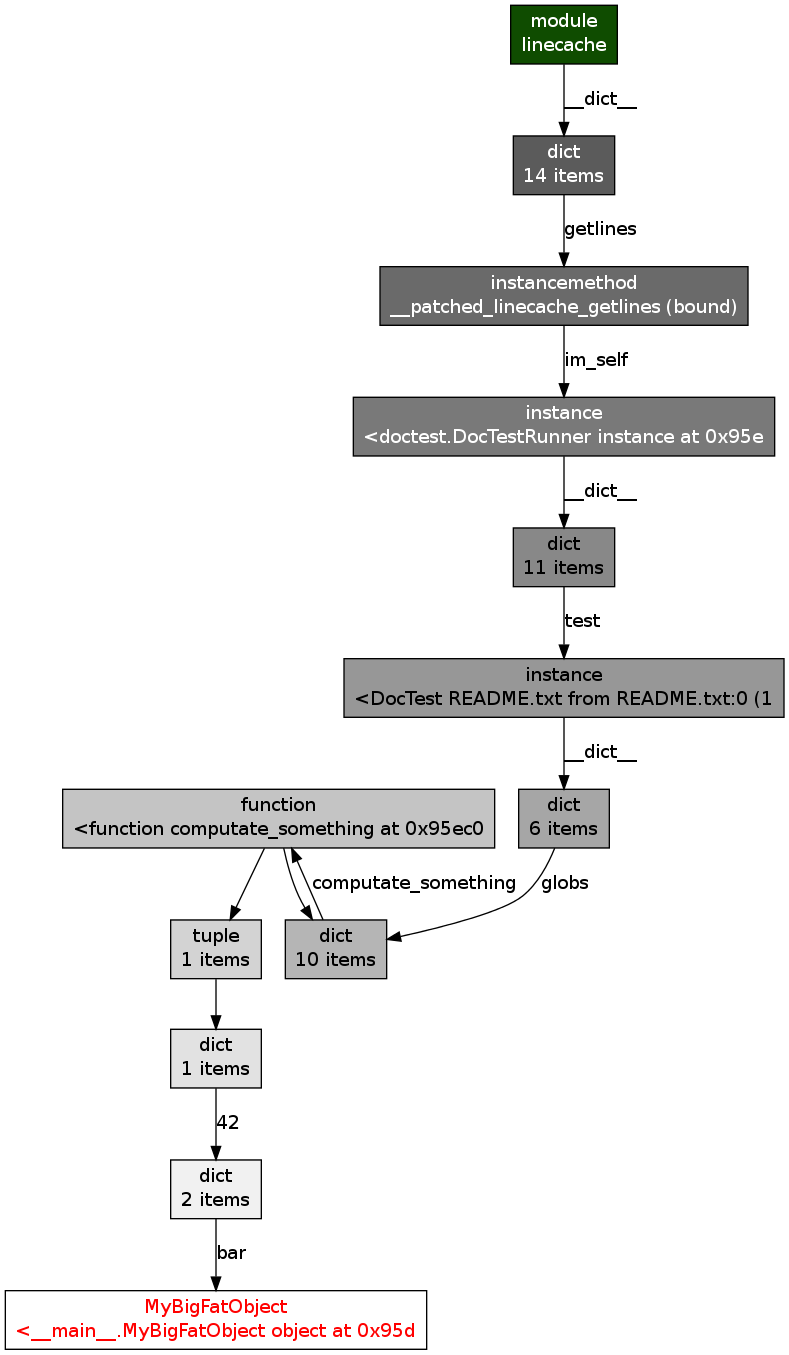 module
linecache
__dict__
dict
14 items
getlines
instancemethod
__patched_linecache_getlines (bound)
im_self
instance
<doctest.DocTestRunner instance at 0x95e
__dict__
dict
11 items
test
instance
<DocTest README.txt from README.txt:0 (1
__dict__
function
<function computate_something at 0x95ec0
dict
6 items
computate_something
globs
tuple
1 items
dict
10 items
dict
1 items
42
dict
2 items
bar
MyBigFatObject
<__main__.MyBigFatObject object at 0x95d